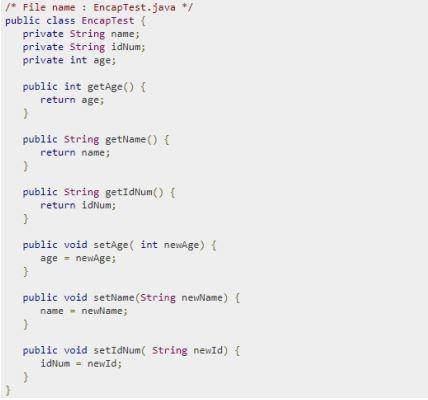 /* File name : EncapTest.java */
public class EncapTest {
   private String name;
   private String idNum;
   private int age;

   public int getAge() {
      return age;
   }

   public String getName() {
      return name;
   }

   public String getIdNum() {
      return idNum;
   }

   public void setAge( int newAge) {
      age = newAge;
   }

   public void setName(String newName) {
      name = newName;
   }

   public void setIdNum( String newId) {
      idNum = newId;
   }
}